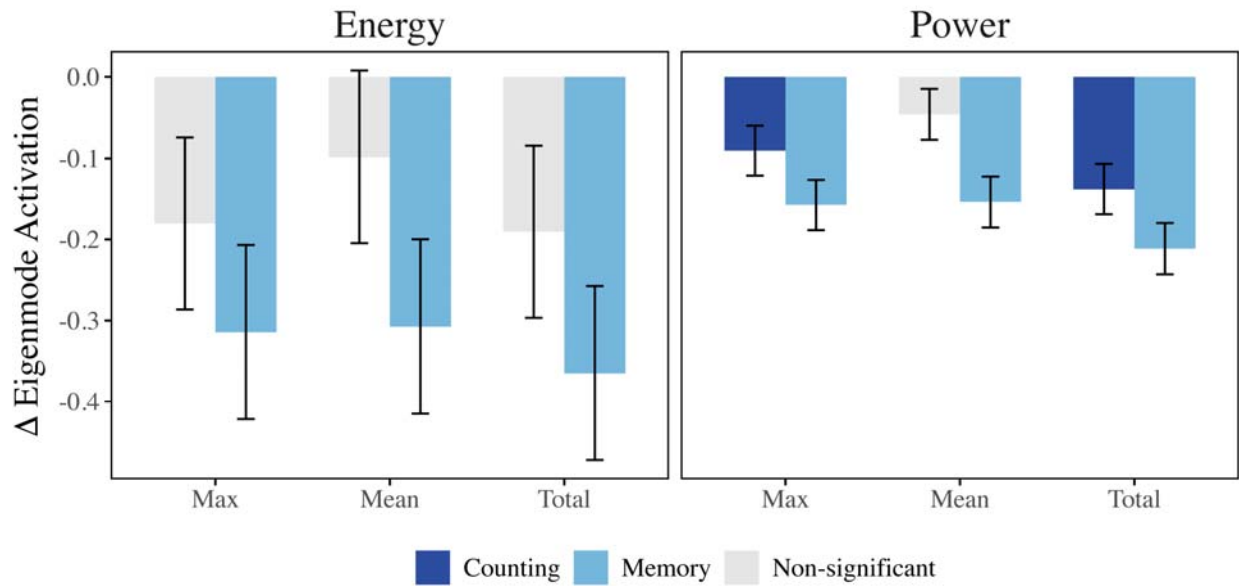 Energy
Power
Δ Eigenmode Activation
0.0
-0.1
-0.2
-0.3
-0.4
Max Mean Total
Max Mean Total
Counting Memory Non-significant